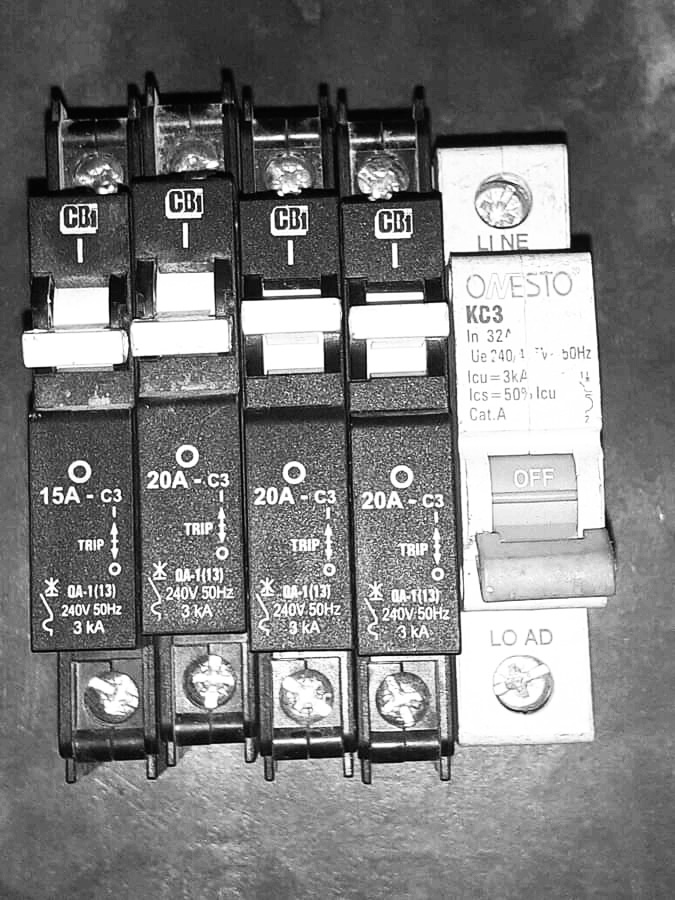 CBi
I
O
15A - C3
TRIP
QA-1(13)
240V 50Hz
3 kA
CBi
I
O
20A - C3
TRIP
QA-1(13)
240V 50Hz
3 kA
CBi
I
O
20A - C3
TRIP
QA-1(13)
240V 50Hz
3 kA
CBi
I
O
20A - C3
TRIP
QA-1(13)
240V 50Hz
3 kA
LINE
ONESTO
KC3
In 32A
Ue 240/ 50Hz
Icu=3kA
Ics=50% Icu
Cat.A
OFF
LOAD